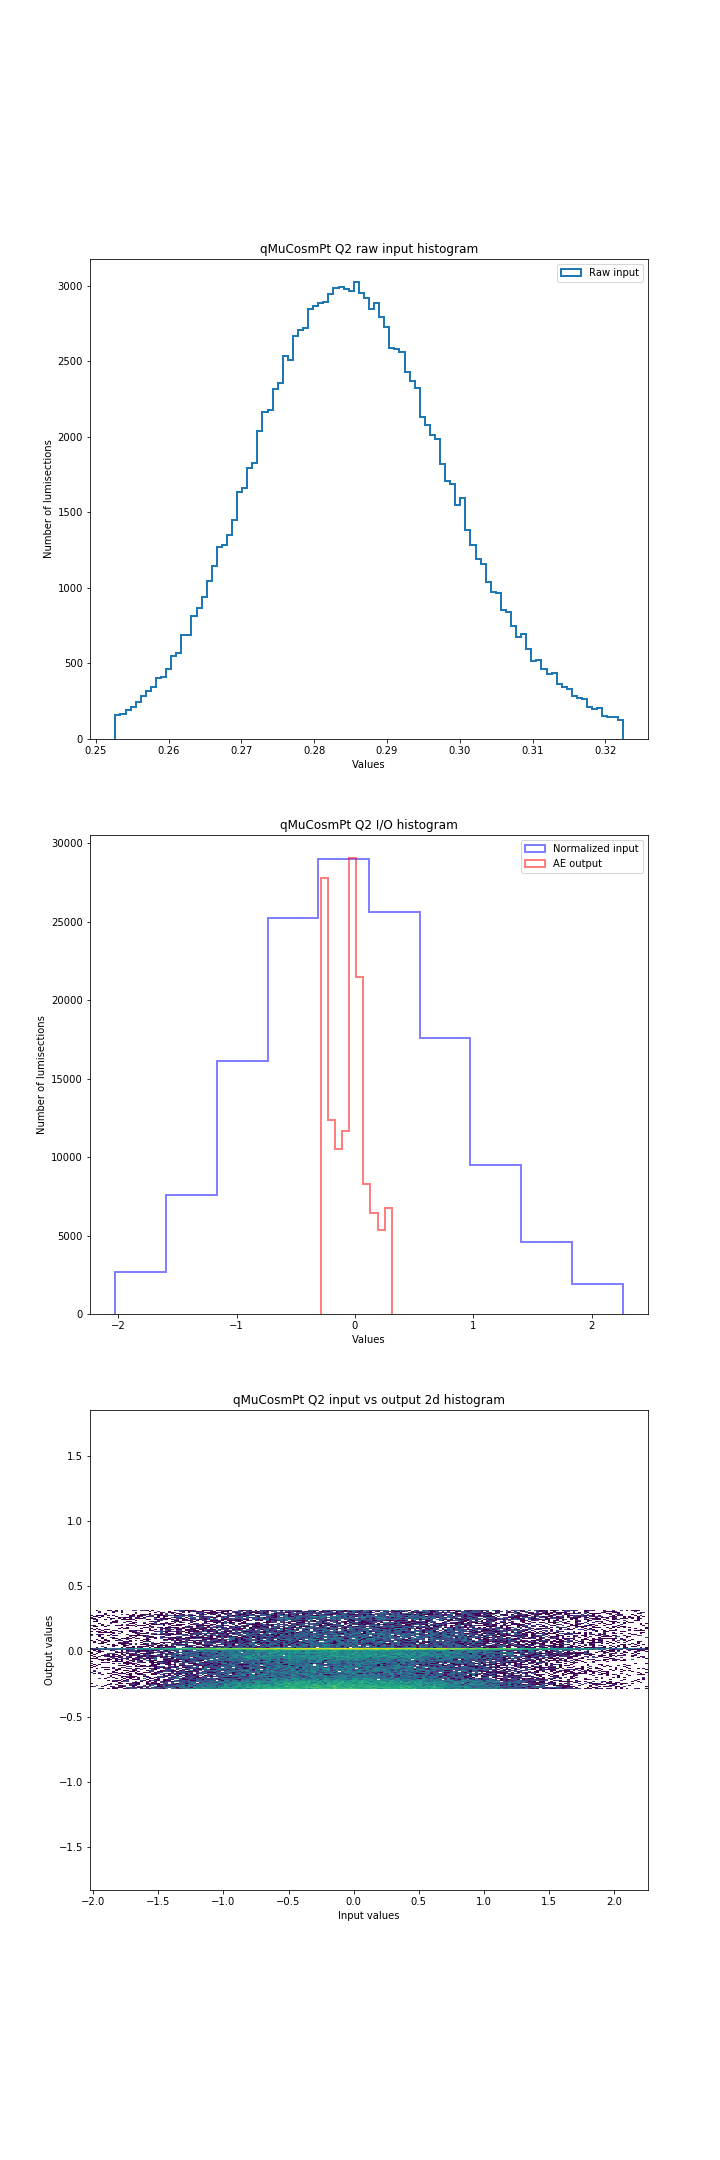 qMuCosmPt Q2 raw input histogram
Raw input
3000
2500
2000
1500
1000
500
0
Number of lumisections
0.25 0.26 0.27 0.28 0.29 0.30 0.31 0.32
Values
qMuCosmPt Q2 I/O histogram
Normalized input
AE output
30000
25000
20000
15000
10000
5000
0
Number of lumisections
−2 −1 0 1 2
Values
qMuCosmPt Q2 input vs output 2d histogram
1.5
1.0
0.5
0.0
−0.5
−1.0
−1.5
Output values
−2.0 −1.5 −1.0 −0.5 0.0 0.5 1.0 1.5 2.0
Input values